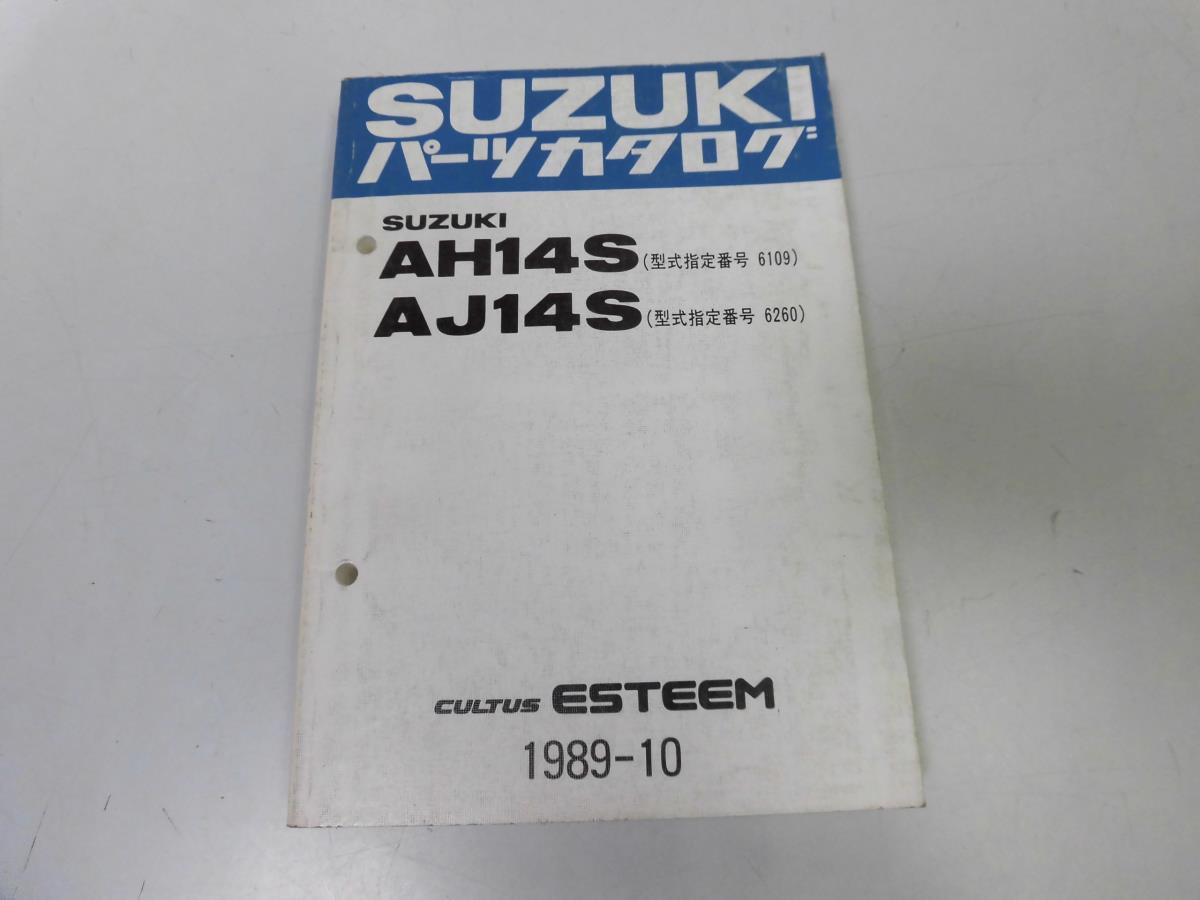 SUZUKI
パーツカタログ
SUZUKI
AH14S (型式指定番号 6109)
AJ14S (型式指定番号 6260)
CULTUS ESTEEM
1989-10